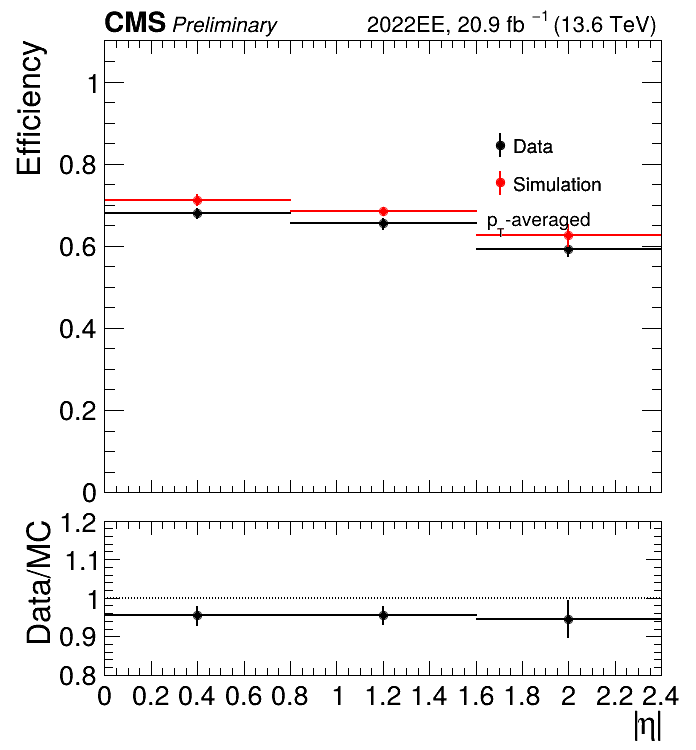 CMS Preliminary 2022EE, 20.9 fb⁻¹ (13.6 TeV)
Efficiency
1
0.8
0.6
0.4
0.2
0
Data
Simulation
p_T-averaged
Data/MC
1.2
1.1
1
0.9
0.8
0 0.2 0.4 0.6 0.8 1 1.2 1.4 1.6 1.8 2 2.2 2.4
|η|